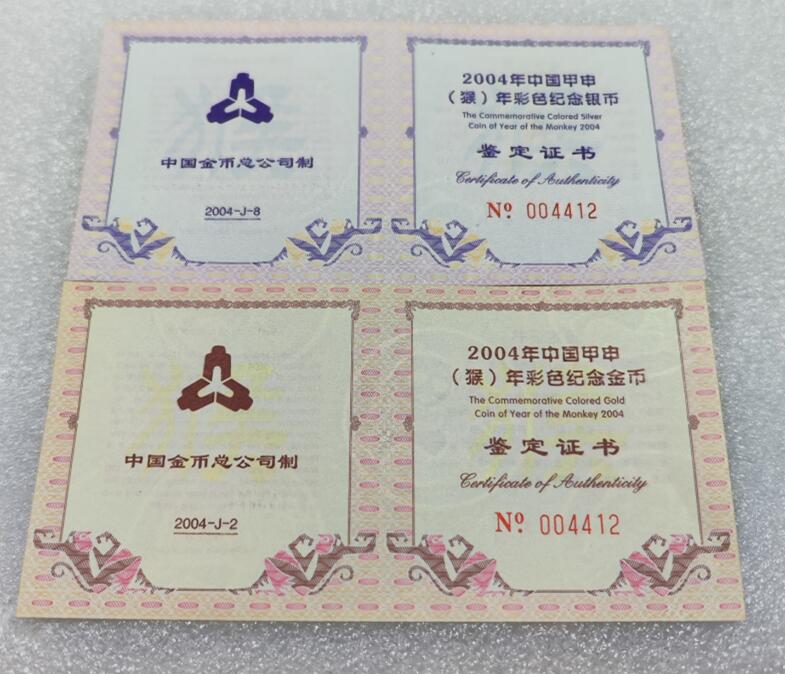 中国金币总公司制
2004-J-8
2004年中国甲申
（猴）年彩色纪念银币
The Commemorative Colored Silver
Coin of Year of the Monkey 2004
鉴定证书
Certificate of Authenticity
Nº 004412
中国金币总公司制
2004-J-2
2004年中国甲申
（猴）年彩色纪念金币
The Commemorative Colored Gold
Coin of Year of the Monkey 2004
鉴定证书
Certificate of Authenticity
Nº 004412